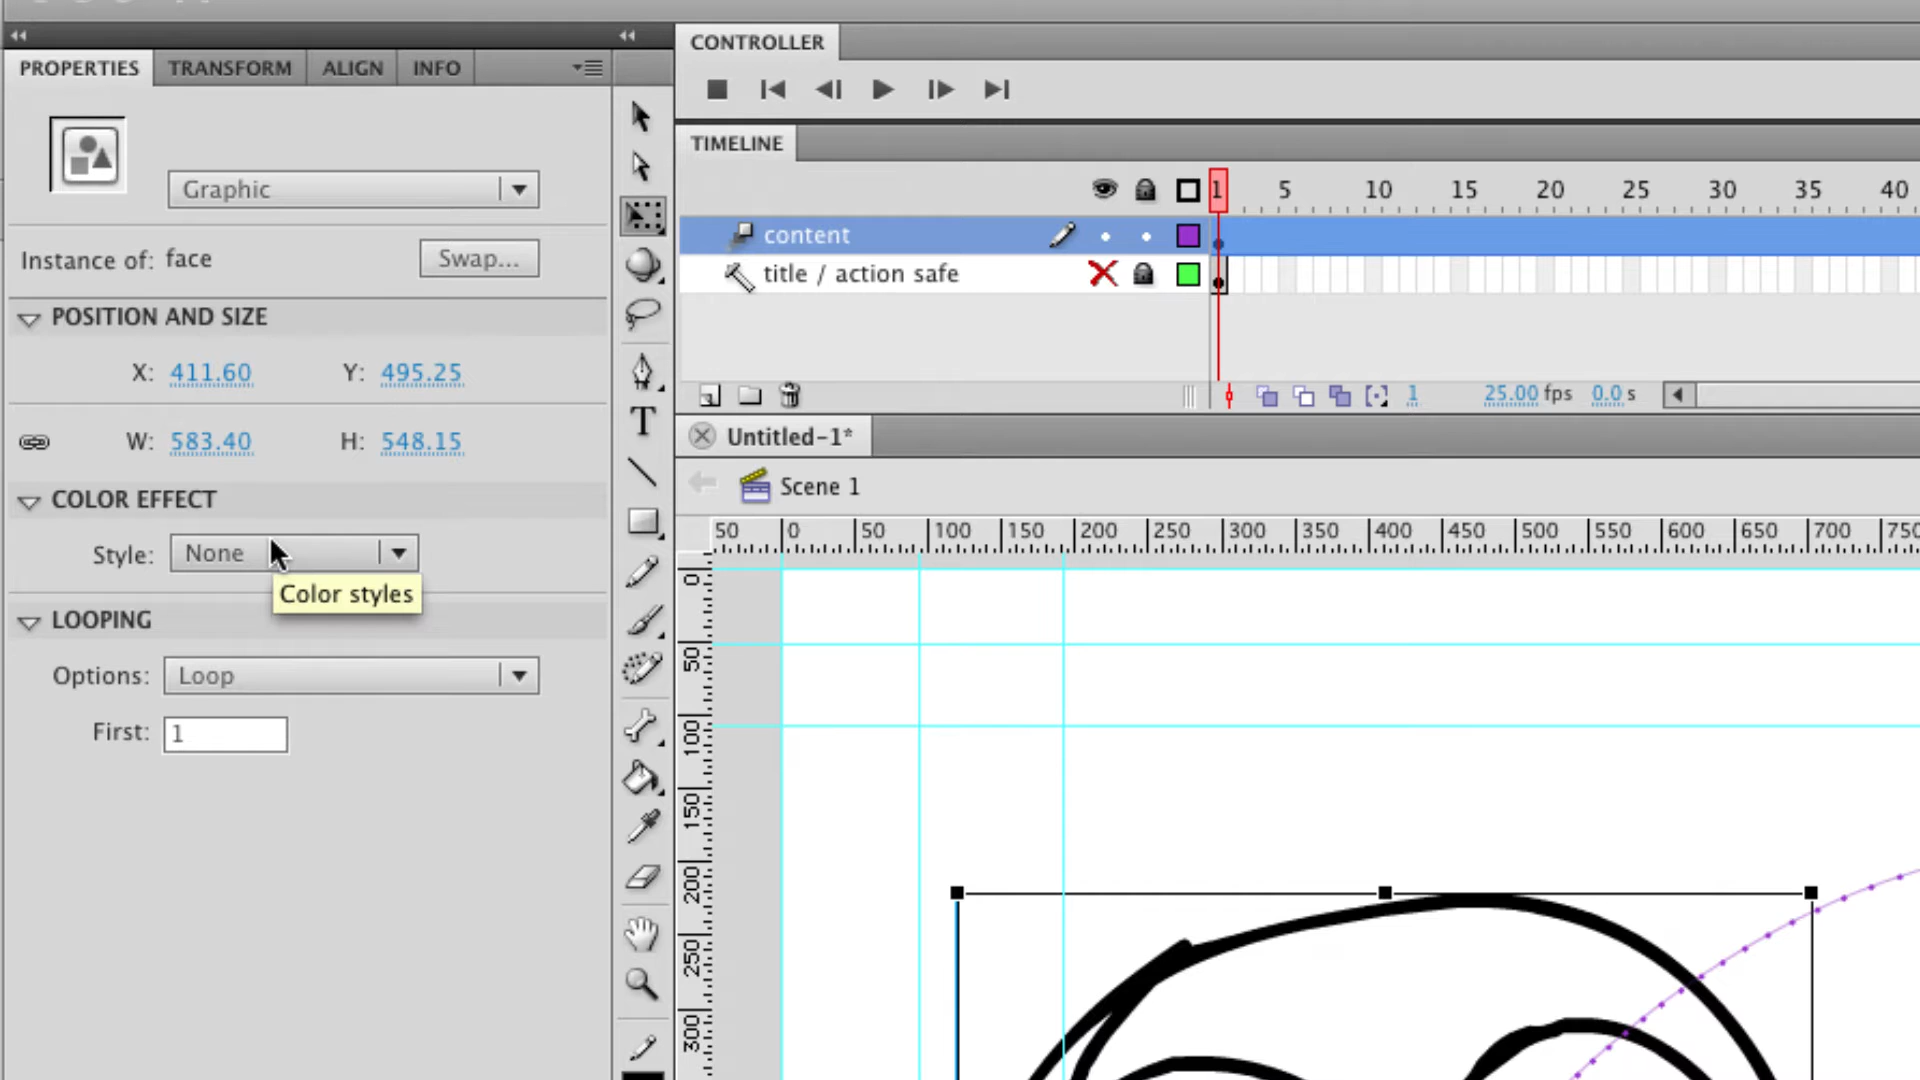 PROPERTIES TRANSFORM ALIGN INFO
Graphic
Instance of: face Swap...
POSITION AND SIZE
X: 411.60 Y: 495.25
W: 583.40 H: 548.15
COLOR EFFECT
Style: None
Color styles
LOOPING
Options: Loop
First: 1
T
CONTROLLER
TIMELINE
1 5 10 15 20 25 30 35 40
content
title / action safe
1 25.00 fps 0.0 s
Untitled-1*
Scene 1
50 0 50 100 150 200 250 300 350 400 450 500 550 600 650 700 750
0
50
100
150
200
250
300